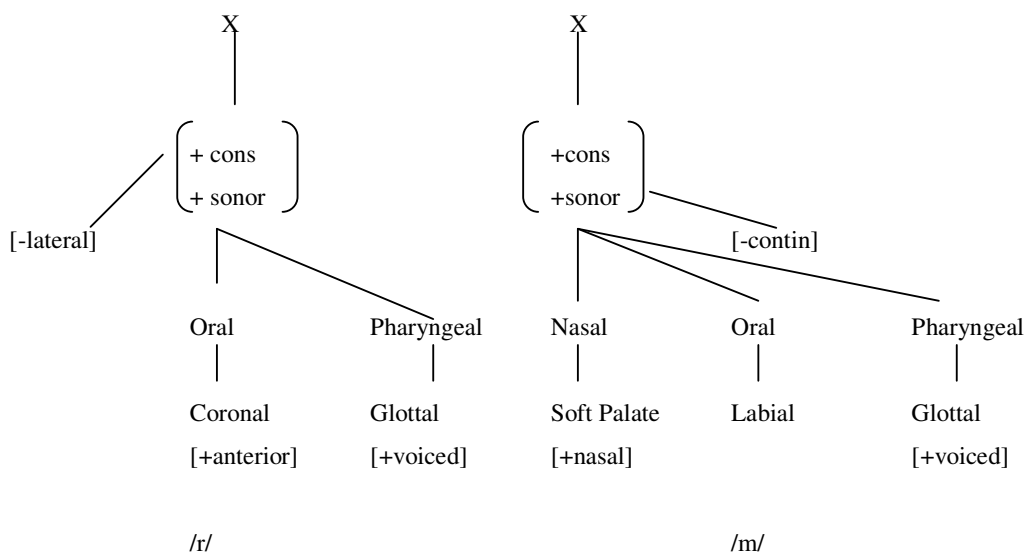 X X
+ cons +cons
+ sonor +sonor
[-lateral] [-contin]
Oral Pharyngeal Nasal Oral Pharyngeal
Coronal Glottal Soft Palate Labial Glottal
[+anterior] [+voiced] [+nasal] [+voiced]
/r/ /m/